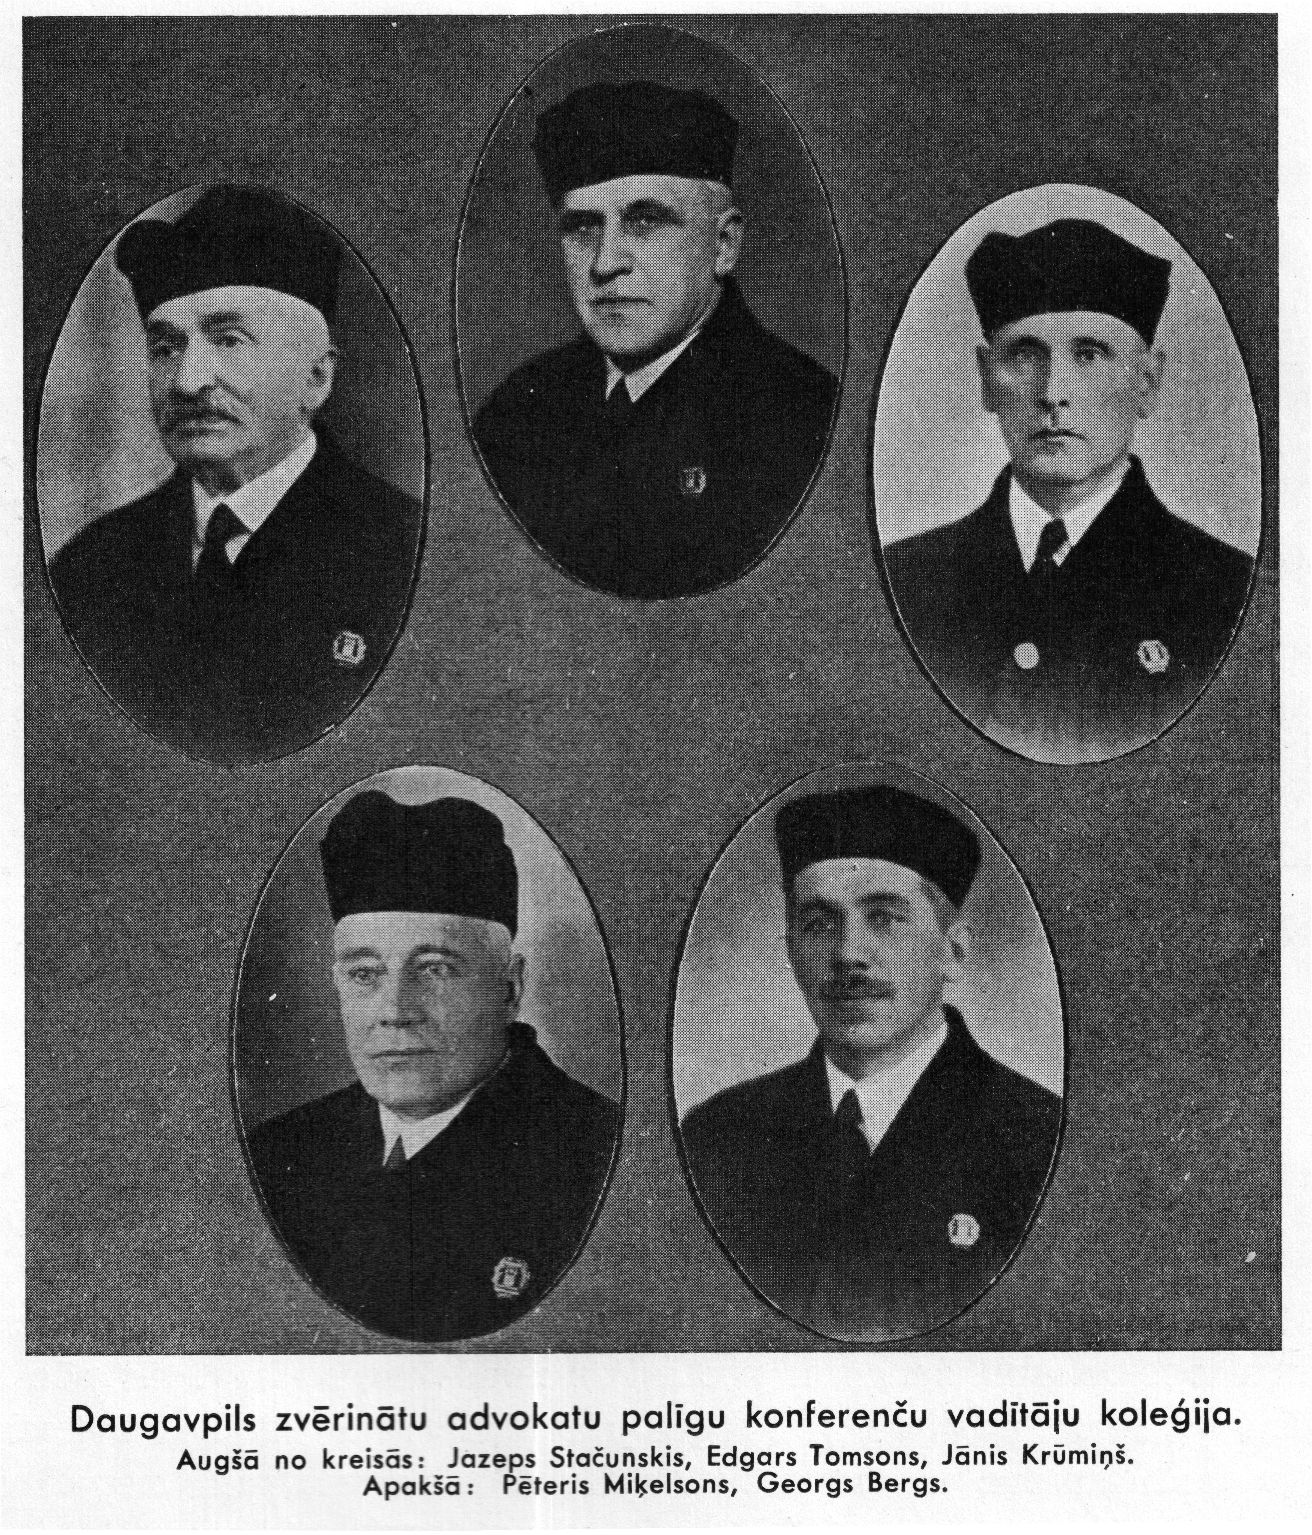 Daugavpils zvērinātu advokatu palīgu konferenču vadītāju koleģija.
Augšā no kreisās: Jazeps Stačunskis, Edgars Tomsons, Jānis Krūmiņš.
Apakšā: Pēteris Miķelsons, Georgs Bergs.